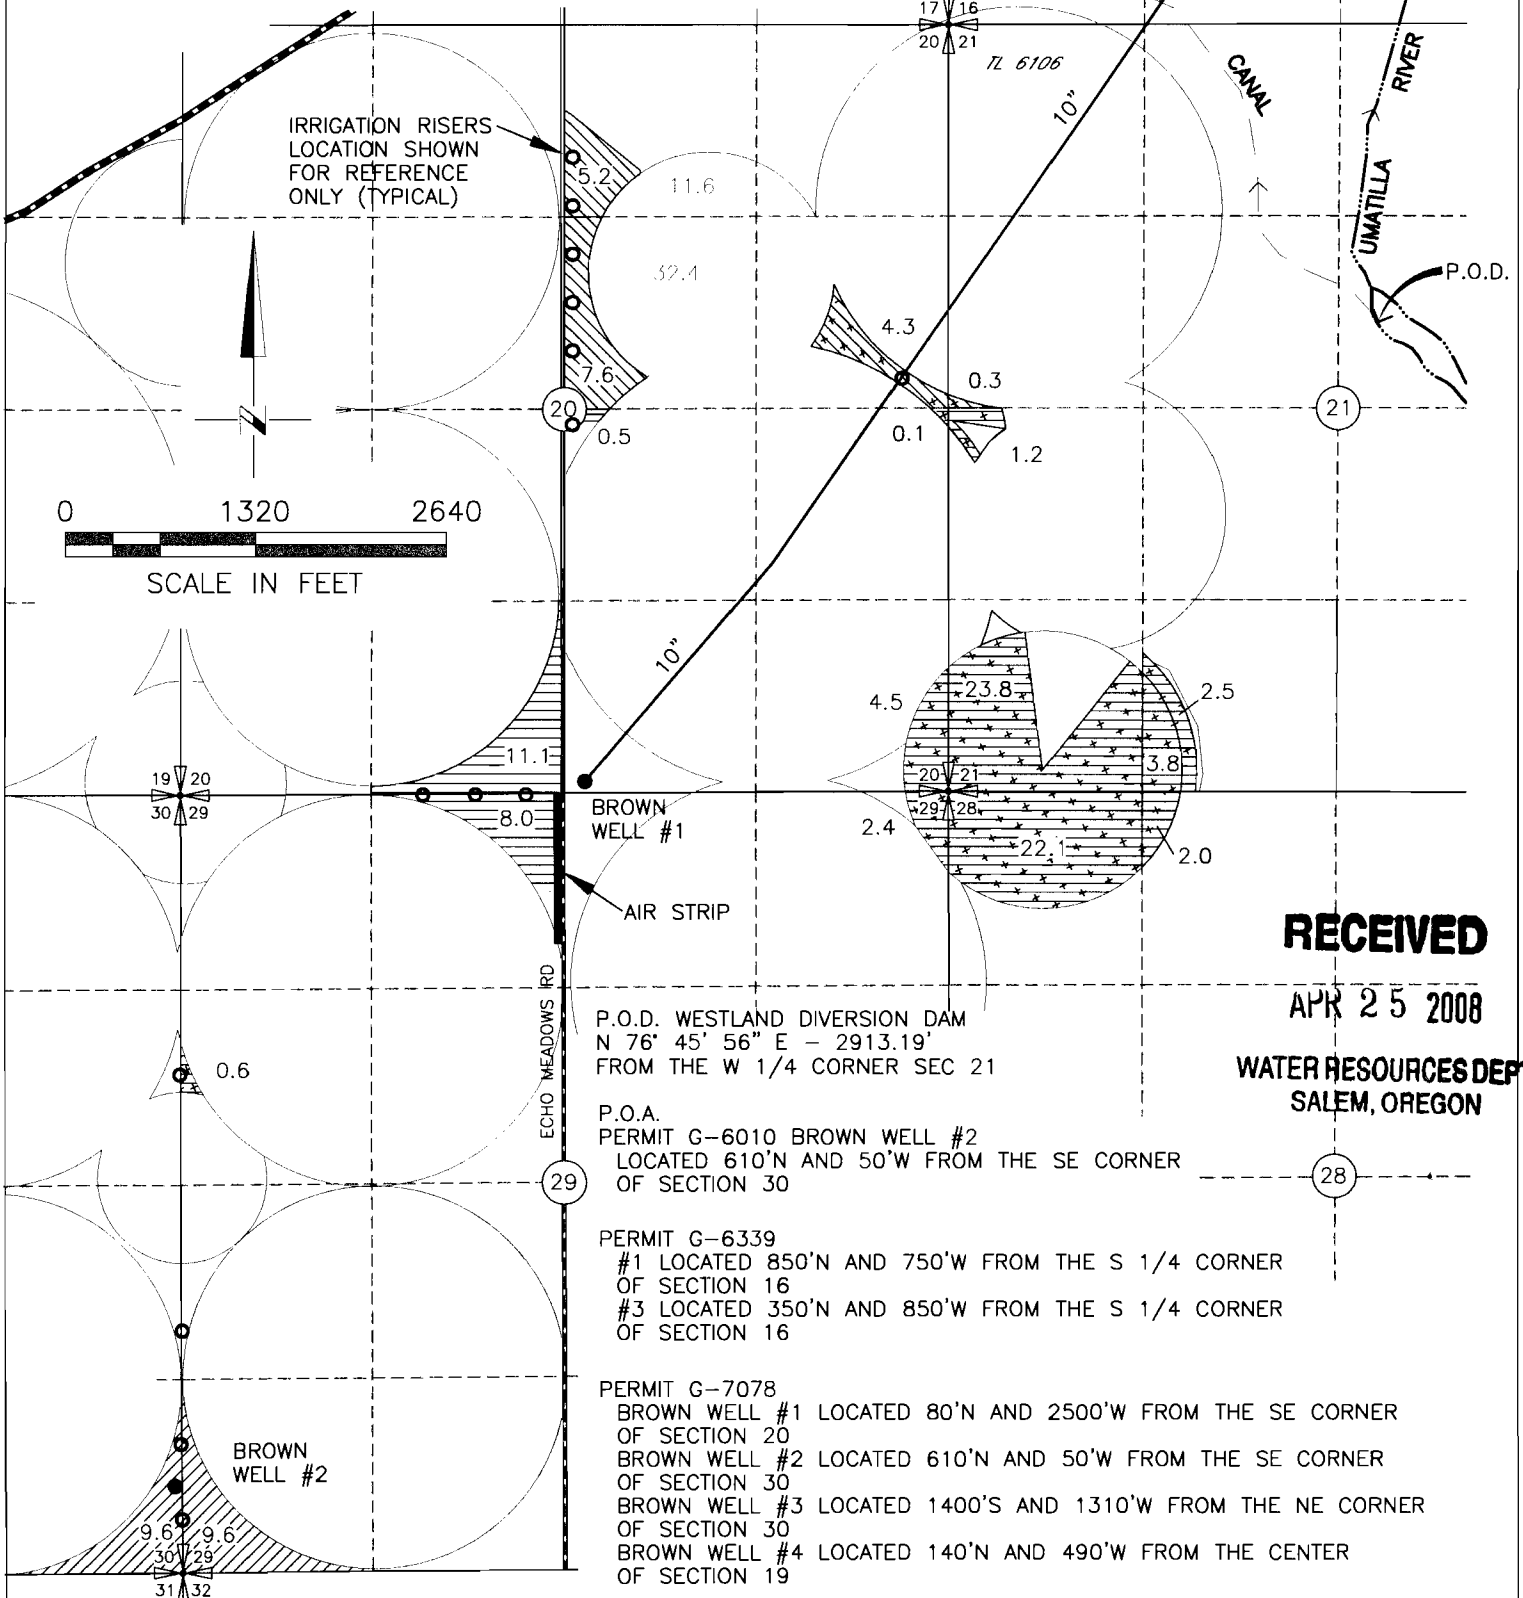 17 16
20 21
TL 6106
CANAL
RIVER
10"
IRRIGATION RISERS
LOCATION SHOWN
FOR REFERENCE
ONLY (TYPICAL)
5.2
11.6
UMATILLA
32.4
P.O.D.
4.3
7.6
0.3
20
21
0.5
0.1
1.2
0 1320 2640
SCALE IN FEET
10"
4.5
23.8
2.5
11.1
3.8
19 20
30 29
20 21
29 28
8.0
BROWN
WELL #1
2.4
22.1
2.0
AIR STRIP
RECEIVED
APR 25 2008
WATER RESOURCES DEPT
SALEM, OREGON
ECHO MEADOWS RD
P.O.D. WESTLAND DIVERSION DAM
N 76° 45' 56" E - 2913.19'
FROM THE W 1/4 CORNER SEC 21
0.6
P.O.A.
PERMIT G-6010 BROWN WELL #2
LOCATED 610'N AND 50'W FROM THE SE CORNER
OF SECTION 30
29
28
PERMIT G-6339
#1 LOCATED 850'N AND 750'W FROM THE S 1/4 CORNER
OF SECTION 16
#3 LOCATED 350'N AND 850'W FROM THE S 1/4 CORNER
OF SECTION 16
PERMIT G-7078
BROWN WELL #1 LOCATED 80'N AND 2500'W FROM THE SE CORNER
OF SECTION 20
BROWN WELL #2 LOCATED 610'N AND 50'W FROM THE SE CORNER
OF SECTION 30
BROWN WELL #3 LOCATED 1400'S AND 1310'W FROM THE NE CORNER
OF SECTION 30
BROWN WELL #4 LOCATED 140'N AND 490'W FROM THE CENTER
OF SECTION 19
BROWN
WELL #2
9.6 9.6
30 29
31 32